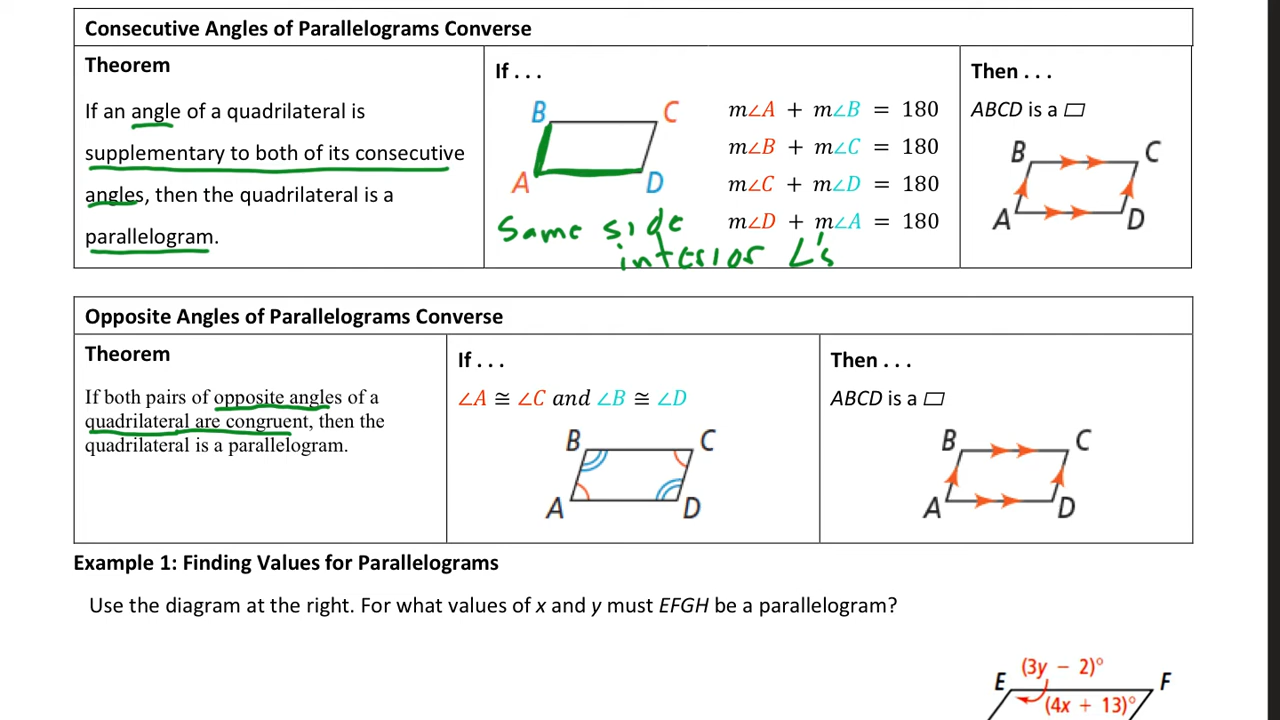 Consecutive Angles of Parallelograms Converse
Theorem
If an angle of a quadrilateral is
supplementary to both of its consecutive
angles, then the quadrilateral is a
parallelogram.
If . . .
B
C
A
D
m∠A + m∠B = 180
m∠B + m∠C = 180
m∠C + m∠D = 180
m∠D + m∠A = 180
Same side
interior ∠'s
Then . . .
ABCD is a ▱
B
C
A
D
Opposite Angles of Parallelograms Converse
Theorem
If both pairs of opposite angles of a
quadrilateral are congruent, then the
quadrilateral is a parallelogram.
If . . .
∠A ≅ ∠C and ∠B ≅ ∠D
B
C
A
D
Then . . .
ABCD is a ▱
B
C
A
D
Example 1: Finding Values for Parallelograms
Use the diagram at the right. For what values of x and y must EFGH be a parallelogram?
(3y − 2)°
E
F
(4x + 13)°